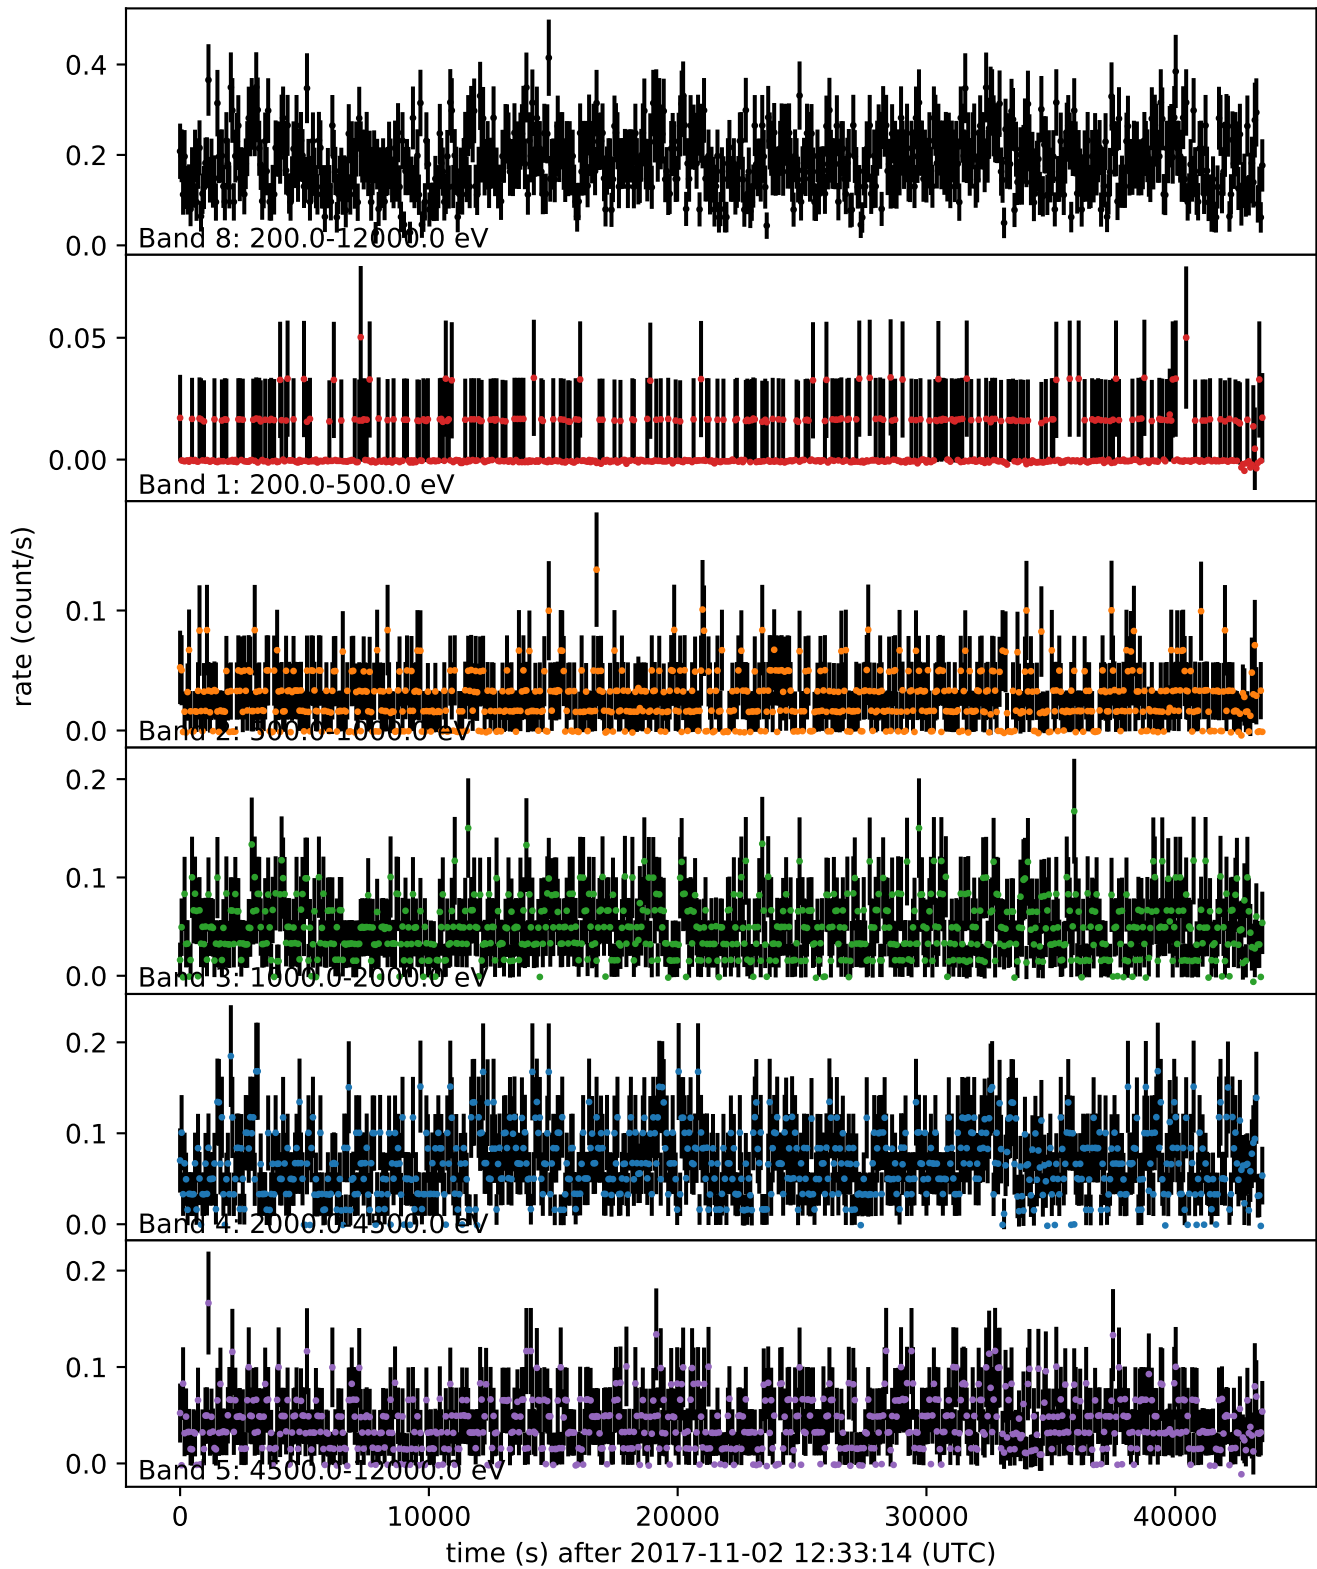 0.4
0.2
0.0
Band 8: 200.0-12000.0 eV
0.05
0.00
Band 1: 200.0-500.0 eV
rate (count/s)
0.1
0.0
Band 2: 500.0-1000.0 eV
0.2
0.1
0.0
Band 3: 1000.0-2000.0 eV
0.2
0.1
0.0
Band 4: 2000.0-4500.0 eV
0.2
0.1
0.0
Band 5: 4500.0-12000.0 eV
0 10000 20000 30000 40000
time (s) after 2017-11-02 12:33:14 (UTC)